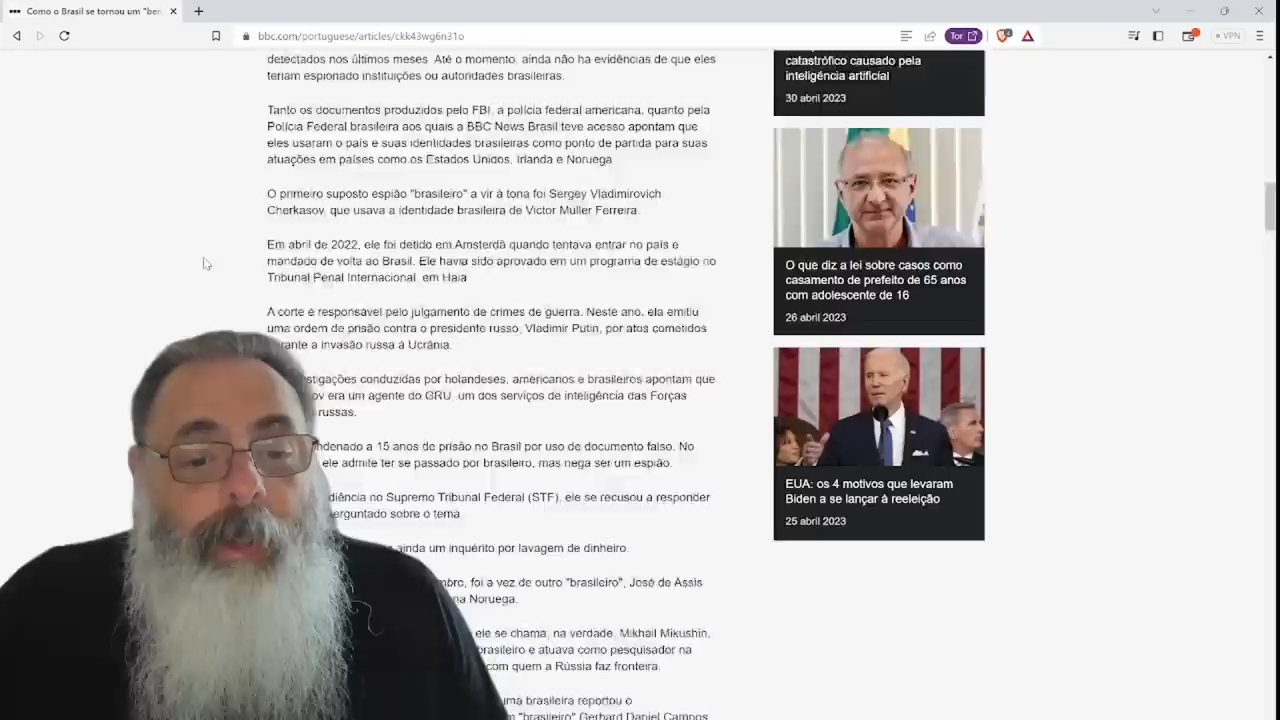 Como o Brasil se tornou um "ber
bbc.com/portuguese/articles/ckk43wg6n31o
Tor
VPN
detectados nos últimos meses. Até o momento, ainda não há evidências de que eles
teriam espionado instituições ou autoridades brasileiras.
Tanto os documentos produzidos pelo FBI, a polícia federal americana, quanto pela
Polícia Federal brasileira aos quais a BBC News Brasil teve acesso apontam que
eles usaram o país e suas identidades brasileiras como ponto de partida para suas
atuações em países como os Estados Unidos, Irlanda e Noruega
O primeiro suposto espião "brasileiro" a vir à tona foi Sergey Vladimirovich
Cherkasov, que usava a identidade brasileira de Victor Muller Ferreira.
Em abril de 2022, ele foi detido em Amsterdã quando tentava entrar no país e
mandado de volta ao Brasil. Ele havia sido aprovado em um programa de estágio no
Tribunal Penal Internacional, em Haia
A corte é responsável pelo julgamento de crimes de guerra. Neste ano, ela emitiu
uma ordem de prisão contra o presidente russo, Vladimir Putin, por atos cometidos
rante a invasão russa à Ucrânia.
stigações conduzidas por holandeses, americanos e brasileiros apontam que
ov era um agente do GRU, um dos serviços de inteligência das Forças
russas.
ndenado a 15 anos de prisão no Brasil por uso de documento falso. No
ele admite ter se passado por brasileiro, mas nega ser um espião.
diência no Supremo Tribunal Federal (STF), ele se recusou a responder
erguntado sobre o tema
ainda um inquérito por lavagem de dinheiro.
mbro, foi a vez de outro "brasileiro", José de Assis
na Noruega.
ele se chama, na verdade, Mikhail Mikushin,
brasileiro e atuava como pesquisador na
com quem a Rússia faz fronteira.
uma brasileira reportou o
"brasileiro" Gerhard Daniel Campos
catastrófico causado pela
inteligência artificial
30 abril 2023
O que diz a lei sobre casos como
casamento de prefeito de 65 anos
com adolescente de 16
26 abril 2023
EUA: os 4 motivos que levaram
Biden a se lançar à reeleição
25 abril 2023